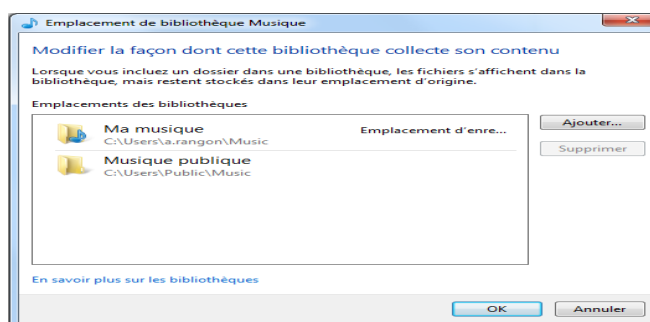 Emplacement de bibliothèque Musique
Modifier la façon dont cette bibliothèque collecte son contenu
Lorsque vous incluez un dossier dans une bibliothèque, les fichiers s'affichent dans la
bibliothèque, mais restent stockés dans leur emplacement d'origine.
Emplacements des bibliothèques
Ma musique Emplacement d'enre...
C:\Users\a.rangon\Music
Musique publique
C:\Users\Public\Music
Ajouter...
Supprimer
En savoir plus sur les bibliothèques
OK Annuler